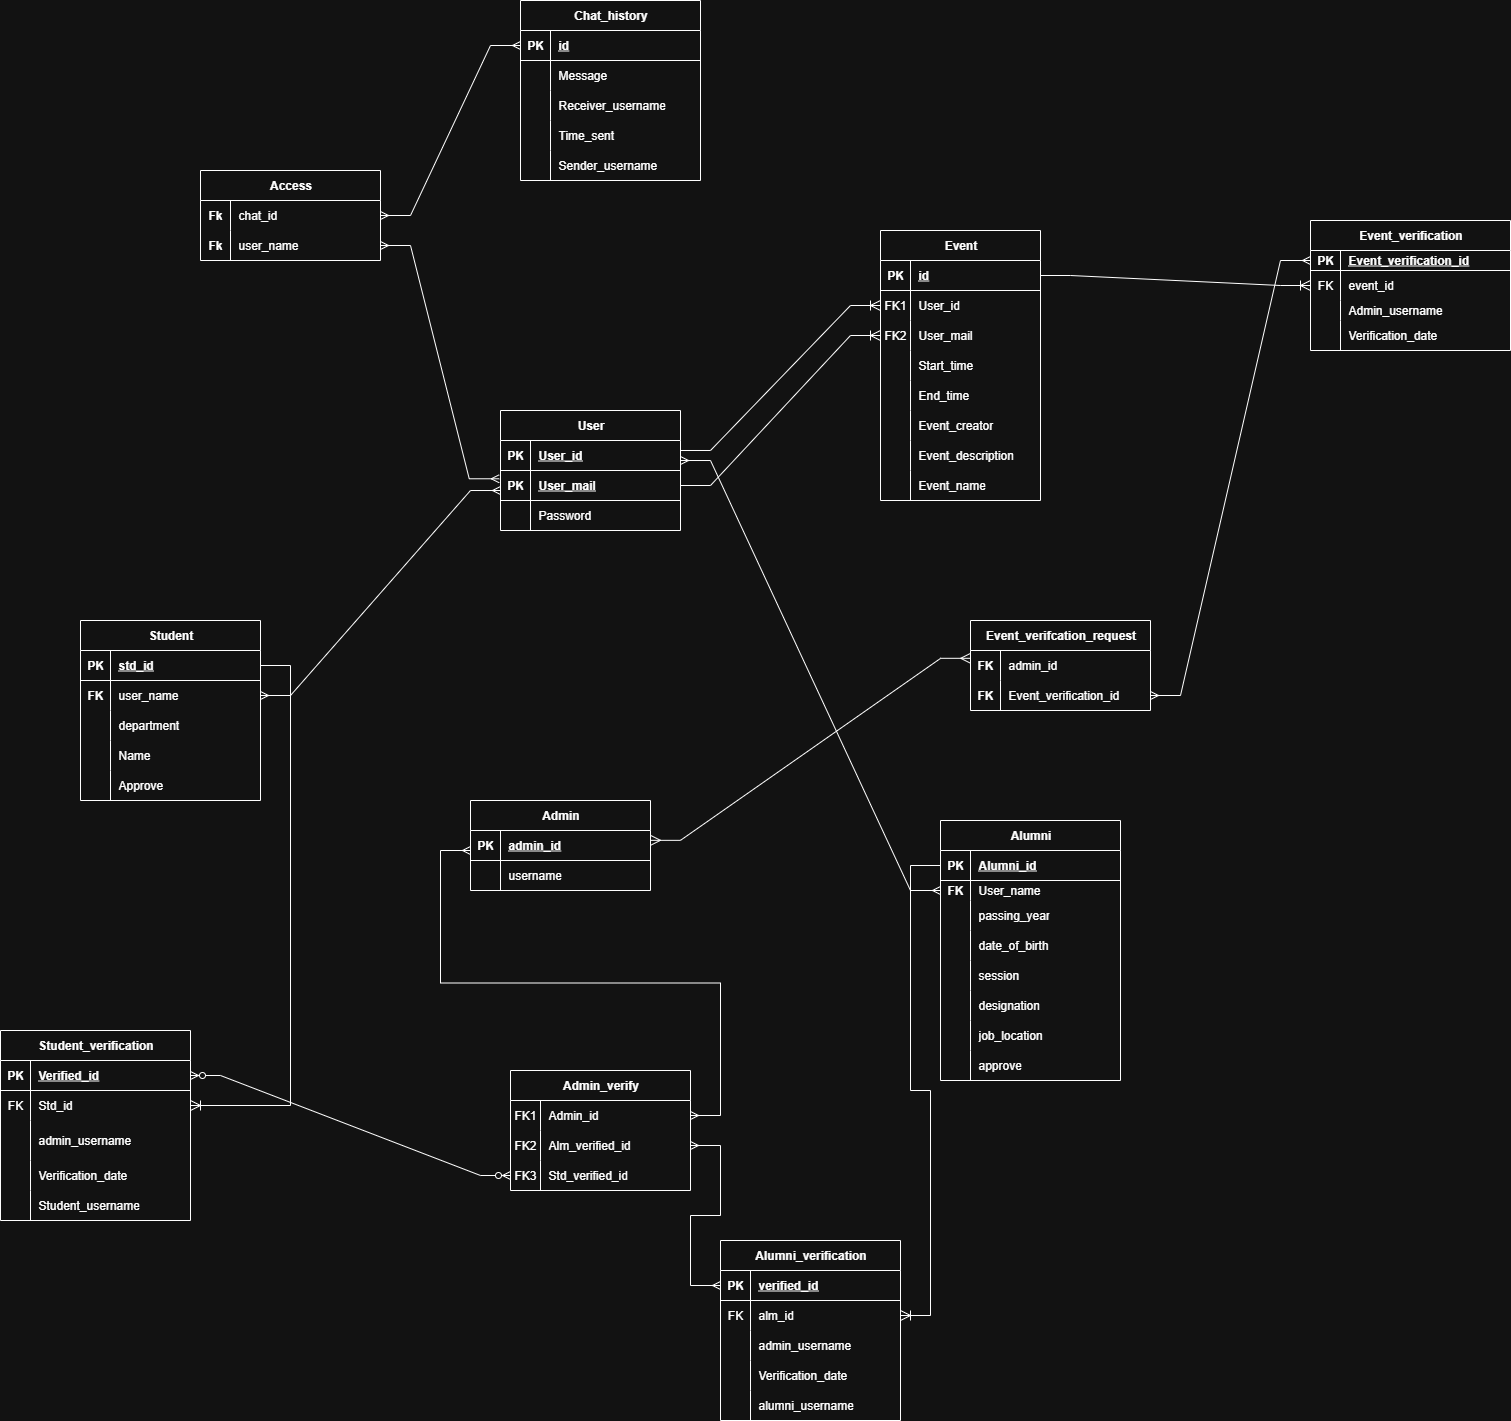 Chat_history
PK id
Message
Receiver_username
Time_sent
Sender_username
Access
Fk chat_id
Fk user_name
Event
PK id
FK1 User_id
FK2 User_mail
Start_time
End_time
Event_creator
Event_description
Event_name
Event_verification
PK Event_verification_id
FK event_id
Admin_username
Verification_date
User
PK User_id
PK User_mail
Password
Student
PK std_id
FK user_name
department
Name
Approve
Event_verifcation_request
FK admin_id
FK Event_verification_id
Admin
PK admin_id
username
Alumni
PK Alumni_id
FK User_name
passing_year
date_of_birth
session
designation
job_location
approve
Student_verification
PK Verified_id
FK Std_id
admin_username
Verification_date
Student_username
Admin_verify
FK1 Admin_id
FK2 Alm_verified_id
FK3 Std_verified_id
Alumni_verification
PK verified_id
FK alm_id
admin_username
Verification_date
alumni_username